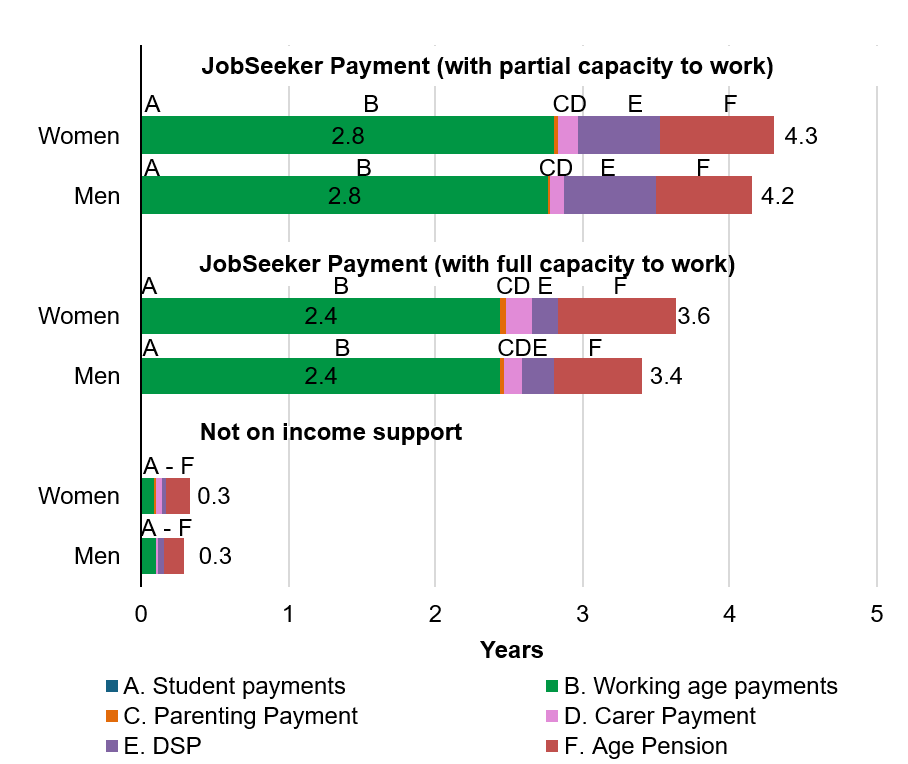 JobSeeker Payment (with partial capacity to work)
A B CD E F
Women 2.8 4.3
A B CD E F
Men 2.8 4.2
JobSeeker Payment (with full capacity to work)
A B CD E F
Women 2.4 3.6
A B CDE F
Men 2.4 3.4
Not on income support
A - F
Women 0.3
A - F
Men 0.3
0 1 2 3 4 5
Years
A. Student payments B. Working age payments
C. Parenting Payment D. Carer Payment
E. DSP F. Age Pension